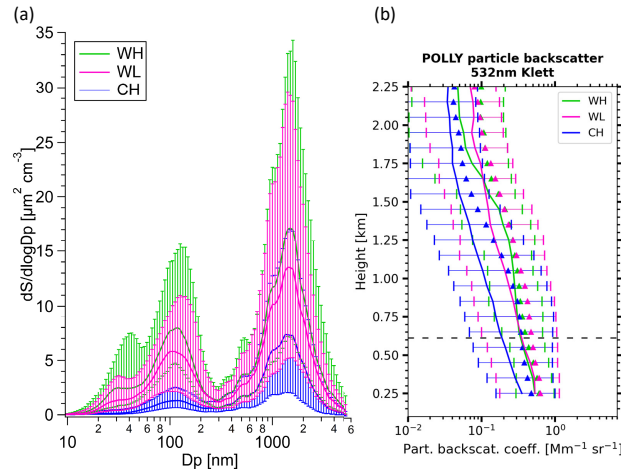 (a)
35
30
25
20
15
10
5
0
dS/dlogDp [μm² cm⁻³]
WH
WL
CH
10 2 4 6 8 100 2 4 6 8 1000 2 4 6
Dp [nm]
(b)
POLLY particle backscatter
532nm Klett
2.25
2.00
1.75
1.50
1.25
1.00
0.75
0.50
0.25
Height [km]
WH
WL
CH
10⁻² 10⁻¹ 10⁰
Part. backscat. coeff. [Mm⁻¹ sr⁻¹]